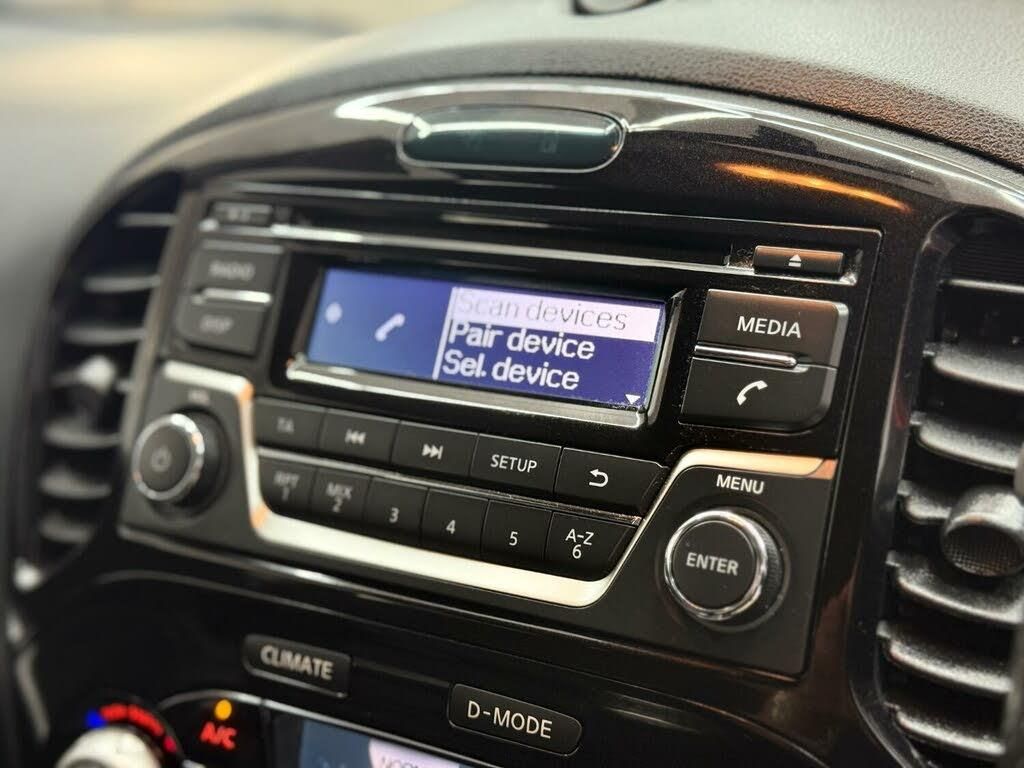 RADIO
DISP
Scan devices
Pair device
Sel. device
MEDIA
TA
SETUP
MENU
RPT
1
MIX
2
3
4
5
A-Z
6
ENTER
CLIMATE
D-MODE
A/C